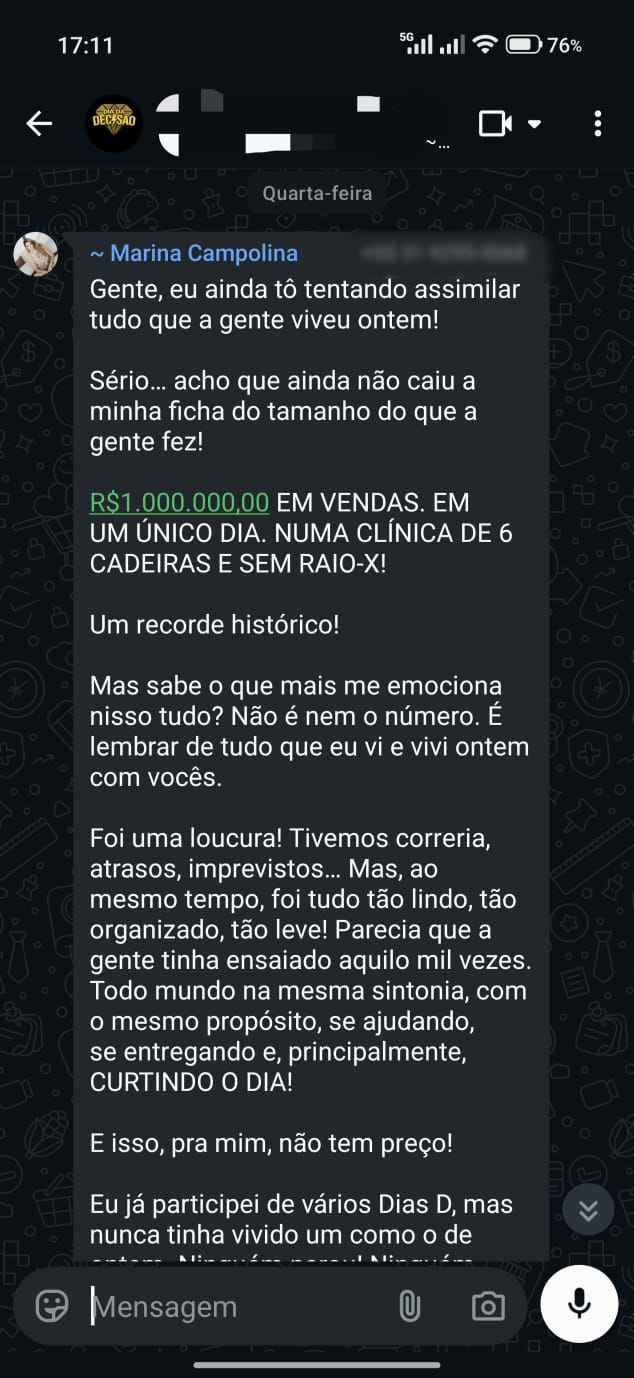 17:11
5G
76%
DIA DA
DECISÃO
~...
Quarta-feira
~ Marina Campolina
Gente, eu ainda tô tentando assimilar
tudo que a gente viveu ontem!
Sério... acho que ainda não caiu a
minha ficha do tamanho do que a
gente fez!
R$1.000.000,00 EM VENDAS. EM
UM ÚNICO DIA. NUMA CLÍNICA DE 6
CADEIRAS E SEM RAIO-X!
Um recorde histórico!
Mas sabe o que mais me emociona
nisso tudo? Não é nem o número. É
lembrar de tudo que eu vi e vivi ontem
com vocês.
Foi uma loucura! Tivemos correria,
atrasos, imprevistos... Mas, ao
mesmo tempo, foi tudo tão lindo, tão
organizado, tão leve! Parecia que a
gente tinha ensaiado aquilo mil vezes.
Todo mundo na mesma sintonia, com
o mesmo propósito, se ajudando,
se entregando e, principalmente,
CURTINDO O DIA!
E isso, pra mim, não tem preço!
Eu já participei de vários Dias D, mas
nunca tinha vivido um como o de
ontem. Ninguém parou! Ninguém
Mensagem